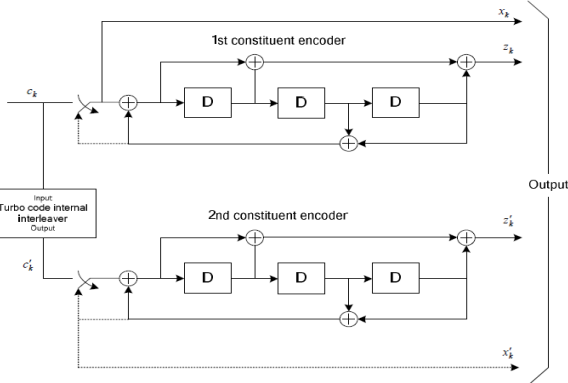 x_k
1st constituent encoder
z_k
c_k
D D D
Input
Turbo code internal
interleaver
Output
Output
2nd constituent encoder
z'_k
c'_k
D D D
x'_k